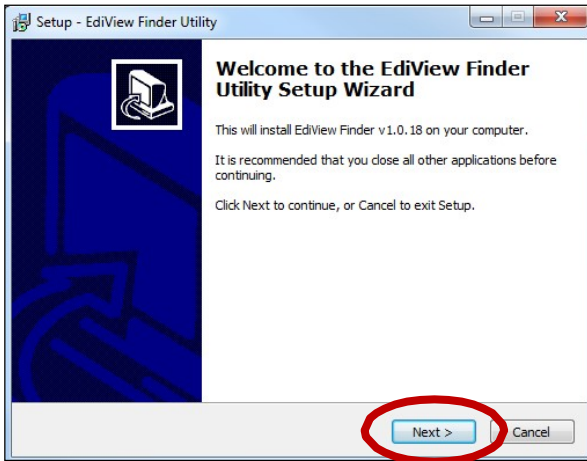 Setup - EdiView Finder Utility
Welcome to the EdiView Finder
Utility Setup Wizard
This will install EdiView Finder v1.0.18 on your computer.
It is recommended that you close all other applications before
continuing.
Click Next to continue, or Cancel to exit Setup.
Next >
Cancel